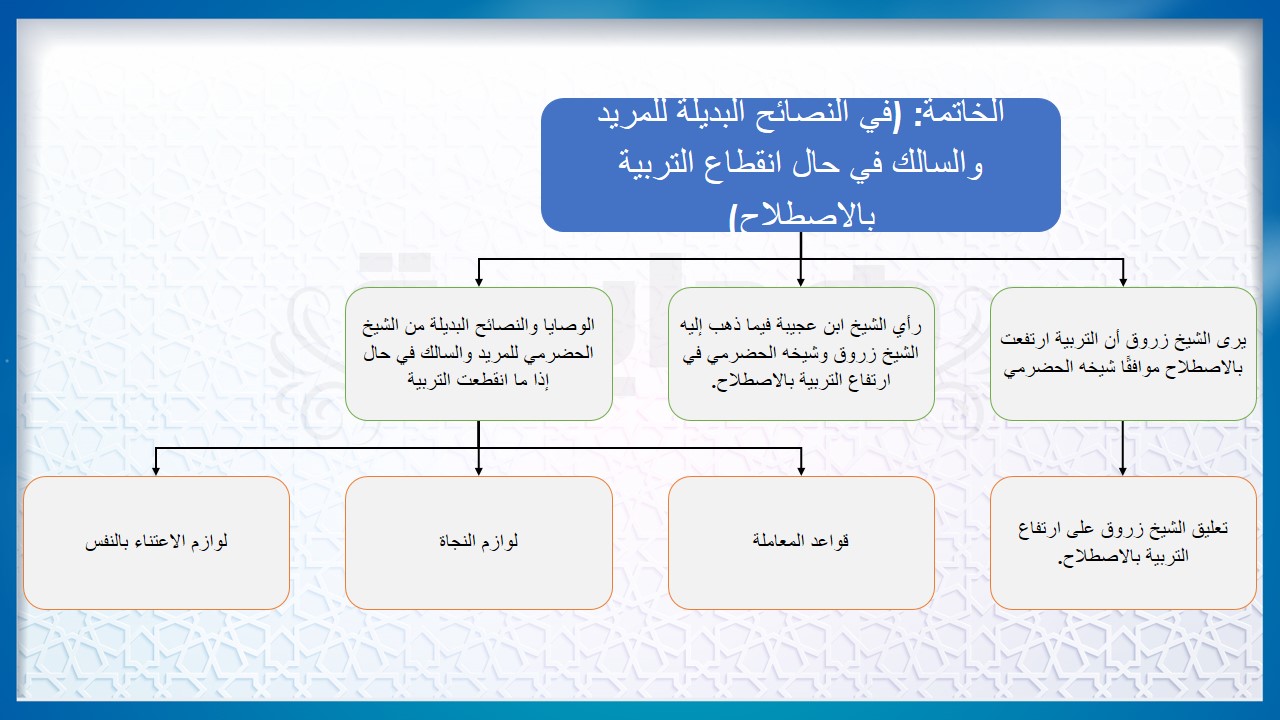 الخاتمة: (في النصائح البديلة للمريد
والسالك في حال انقطاع التربية
بالاصطلاح)
يرى الشيخ زروق أن التربية ارتفعت
بالاصطلاح موافقًا شيخه الحضرمي
رأي الشيخ ابن عجيبة فيما ذهب إليه
الشيخ زروق وشيخه الحضرمي في
ارتفاع التربية بالاصطلاح.
الوصايا والنصائح البديلة من الشيخ
الحضرمي للمريد والسالك في حال
إذا ما انقطعت التربية
تعليق الشيخ زروق على ارتفاع
التربية بالاصطلاح.
قواعد المعاملة
لوازم النجاة
لوازم الاعتناء بالنفس